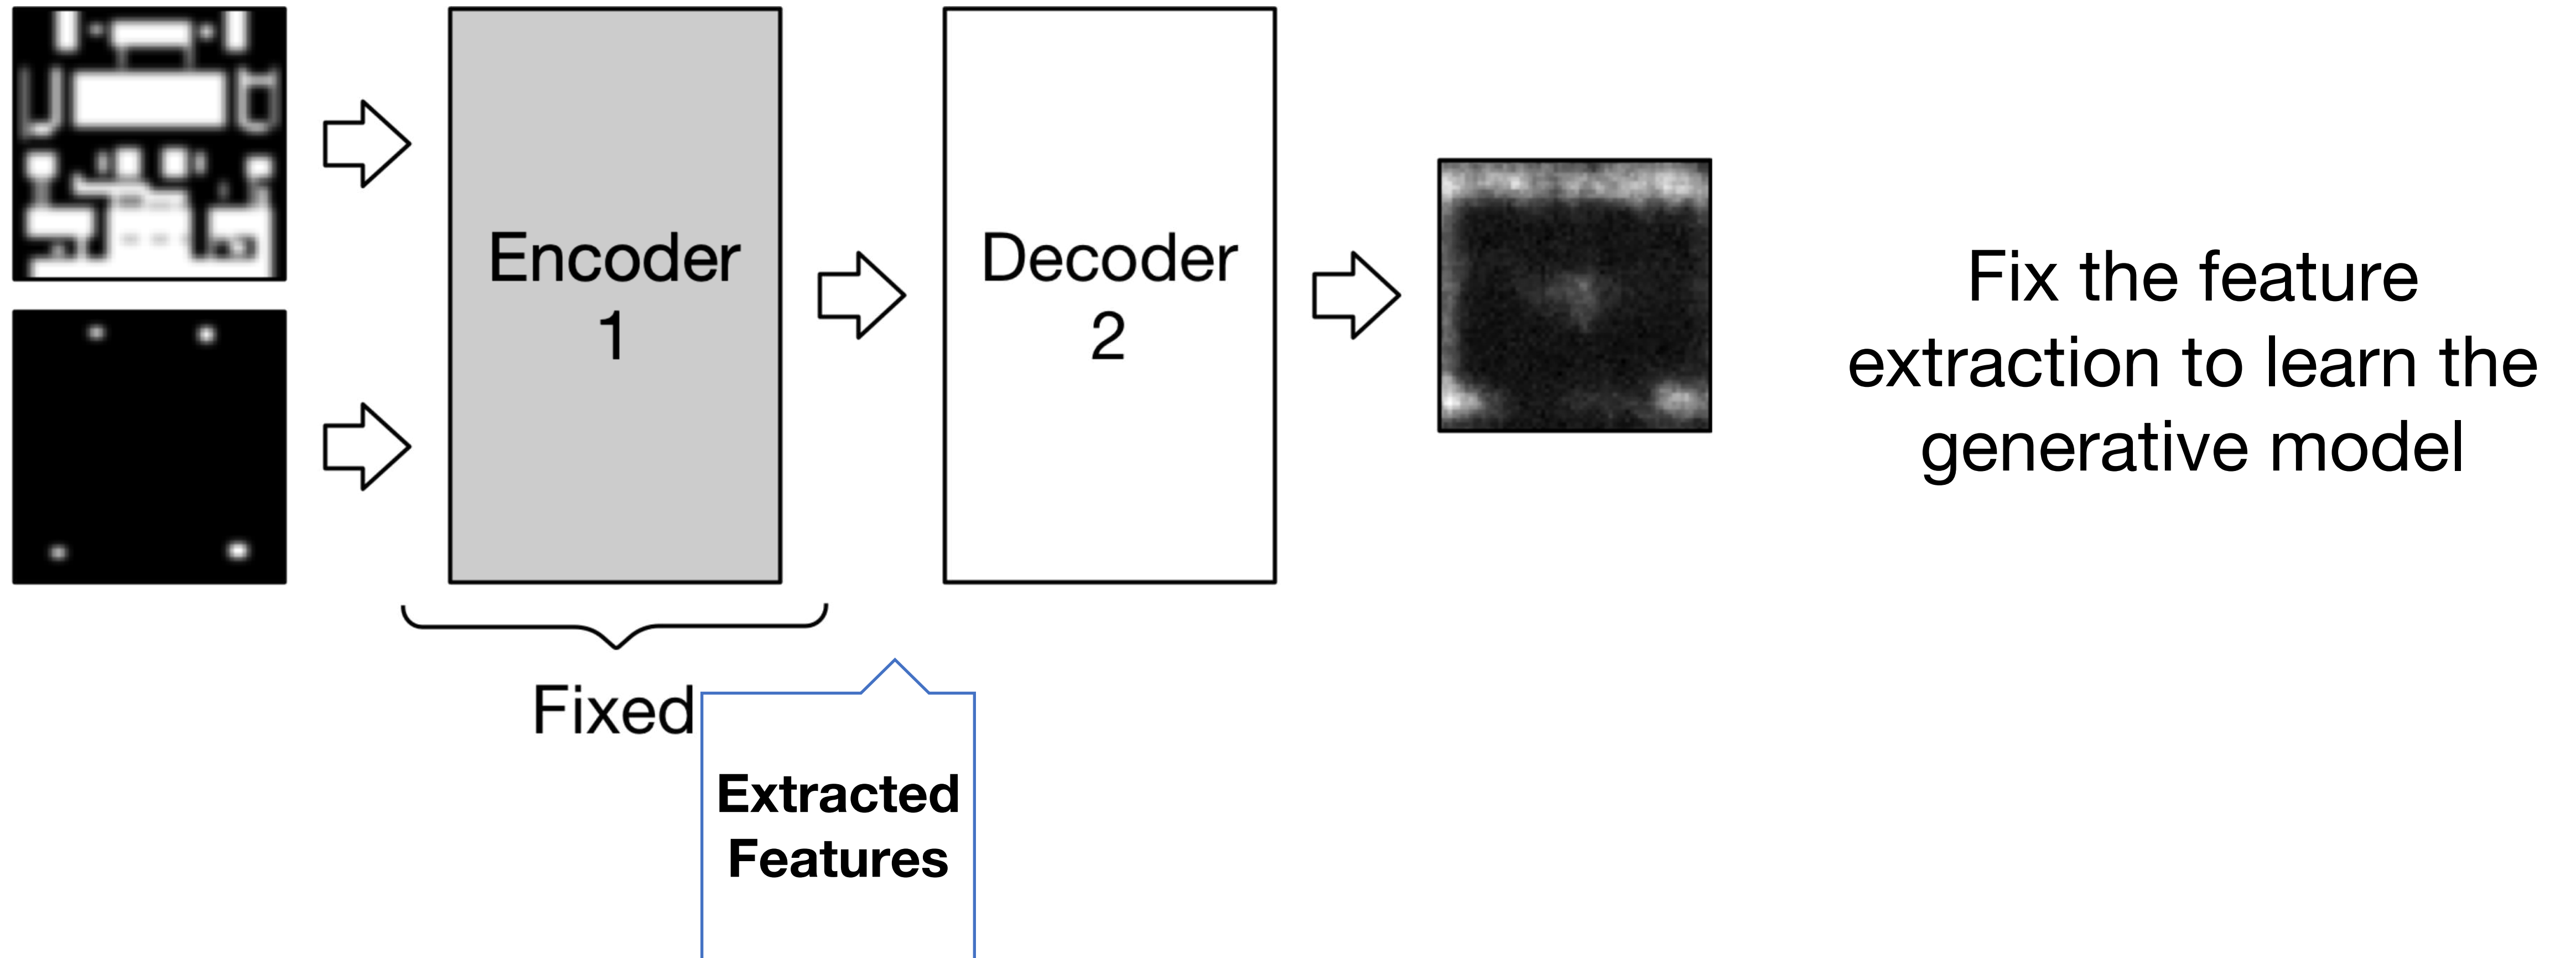 Encoder
1
Decoder
2
Fix the feature
extraction to learn the
generative model
Fixed
Extracted
Features